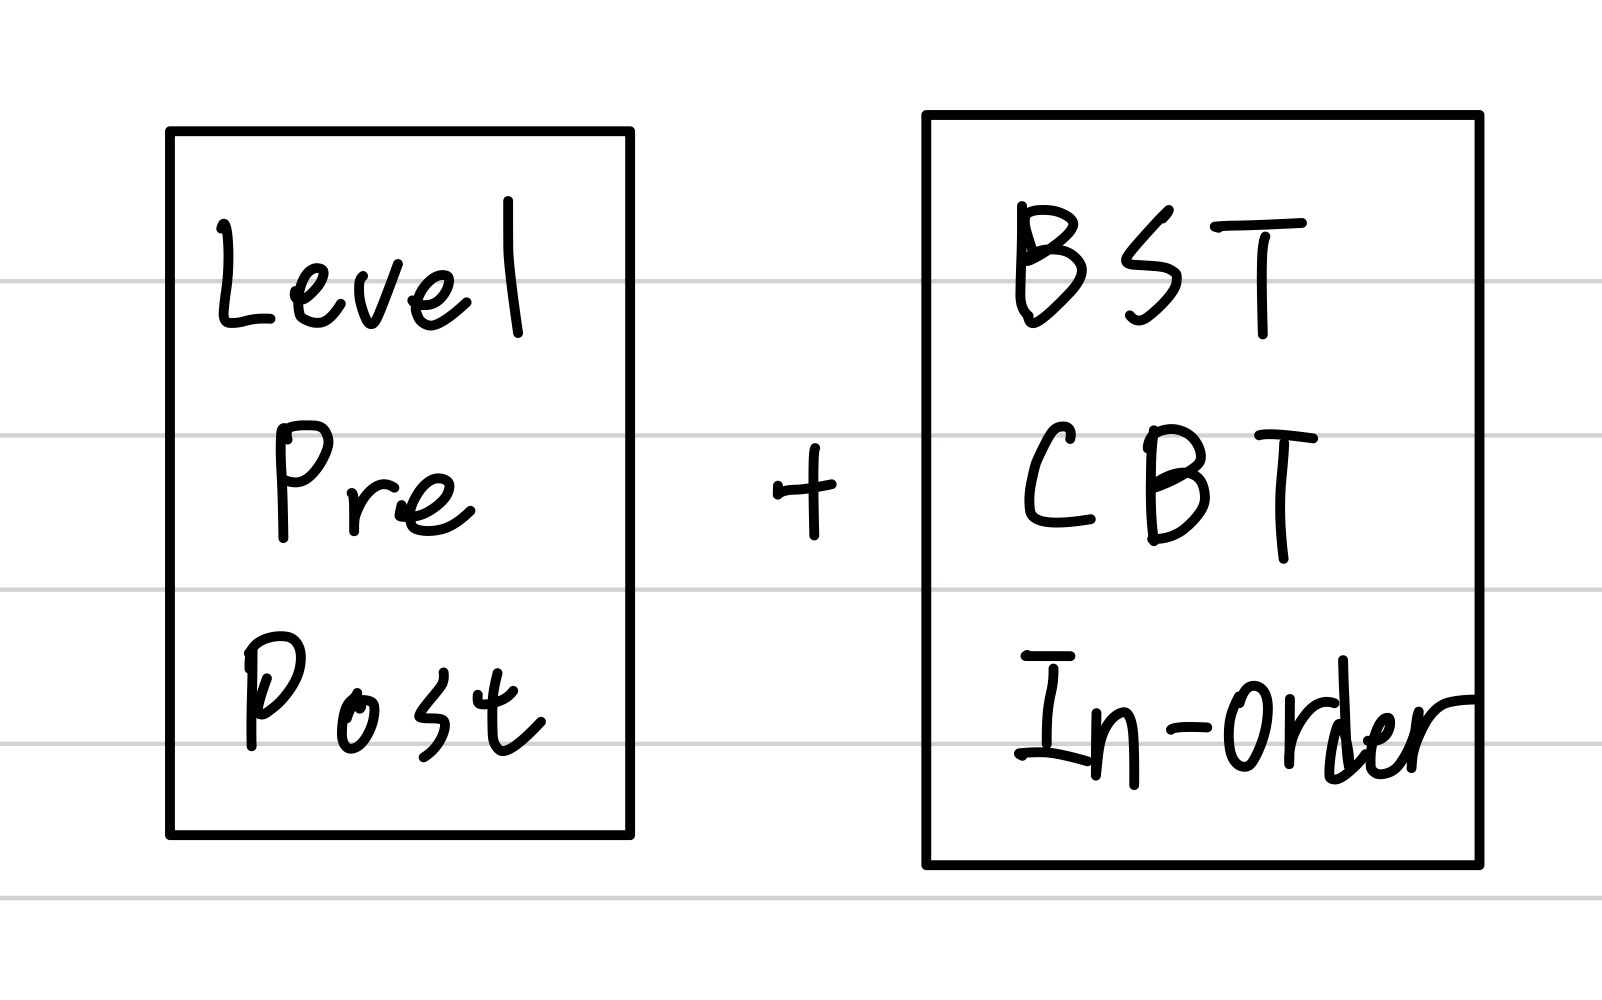 Level
Pre
Post
+
BST
CBT
In-order